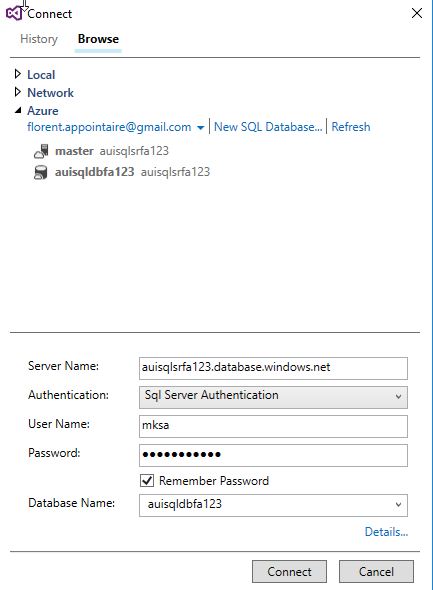 Connect
History Browse
Local
Network
Azure
florent.appointaire@gmail.com New SQL Database... Refresh
master auisqlsrfa123
auisqldbfa123 auisqlsrfa123
Server Name: auisqlsrfa123.database.windows.net
Authentication: Sql Server Authentication
User Name: mksa
Password: ●●●●●●●●●●●
Remember Password
Database Name: auisqldbfa123
Details...
Connect Cancel